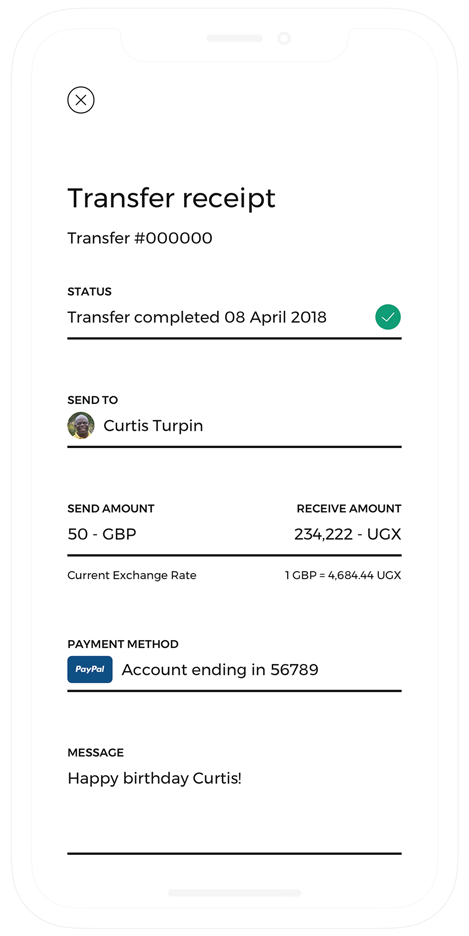 Transfer receipt
Transfer #000000
STATUS
Transfer completed 08 April 2018
SEND TO
Curtis Turpin
SEND AMOUNT RECEIVE AMOUNT
50 - GBP 234,222 - UGX
Current Exchange Rate 1 GBP = 4,684.44 UGX
PAYMENT METHOD
PayPal Account ending in 56789
MESSAGE
Happy birthday Curtis!